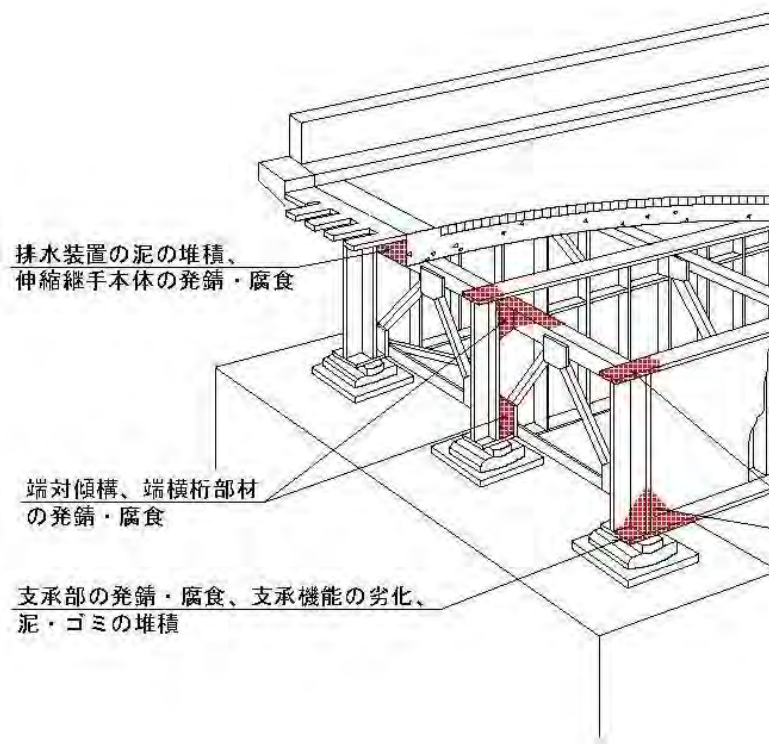 排水装置の泥の堆積、
伸縮継手本体の発錆・腐食
端対傾構、端横桁部材
の発錆・腐食
支承部の発錆・腐食、支承機能の劣化、
泥・ゴミの堆積